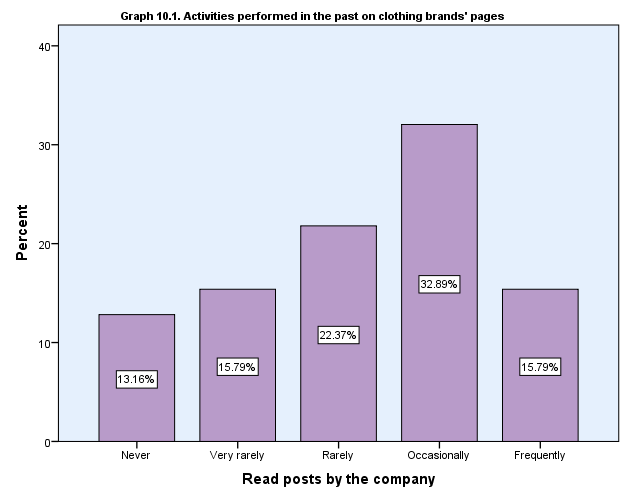 Graph 10.1. Activities performed in the past on clothing brands' pages
40
30
20
10
0
Percent
13.16%
15.79%
22.37%
32.89%
15.79%
Never
Very rarely
Rarely
Occasionally
Frequently
Read posts by the company